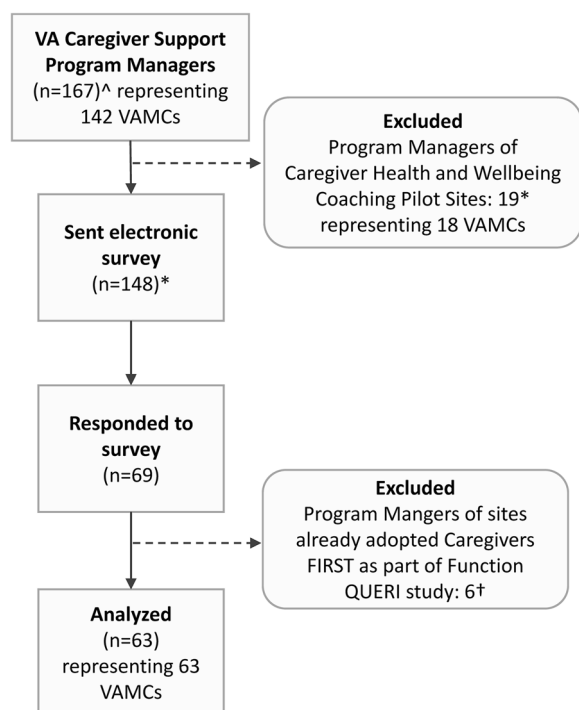 VA Caregiver Support
Program Managers
(n=167)^ representing
142 VAMCs
Excluded
Program Managers of
Caregiver Health and Wellbeing
Coaching Pilot Sites: 19*
representing 18 VAMCs
Sent electronic
survey
(n=148)*
Responded to
survey
(n=69)
Excluded
Program Mangers of sites
already adopted Caregivers
FIRST as part of Function
QUERI study: 6†
Analyzed
(n=63)
representing 63
VAMCs